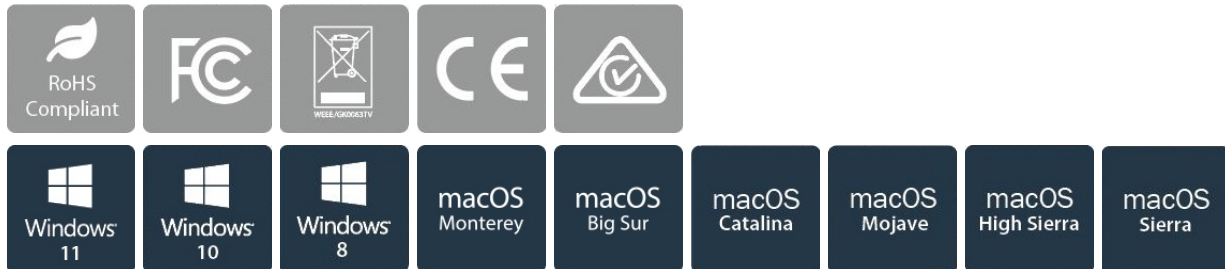 RoHS
Compliant
FC
WEEE/GK0063TV
CE
Windows
11
Windows
10
Windows
8
macOS
Monterey
macOS
Big Sur
macOS
Catalina
macOS
Mojave
macOS
High Sierra
macOS
Sierra